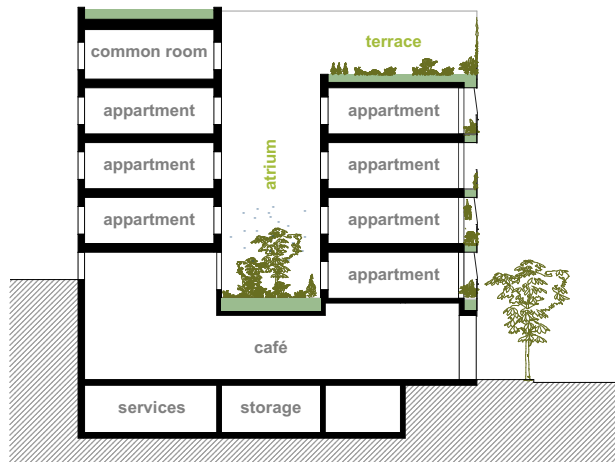 terrace
common room
appartment
appartment
appartment
appartment
atrium
appartment
appartment
appartment
café
services
storage